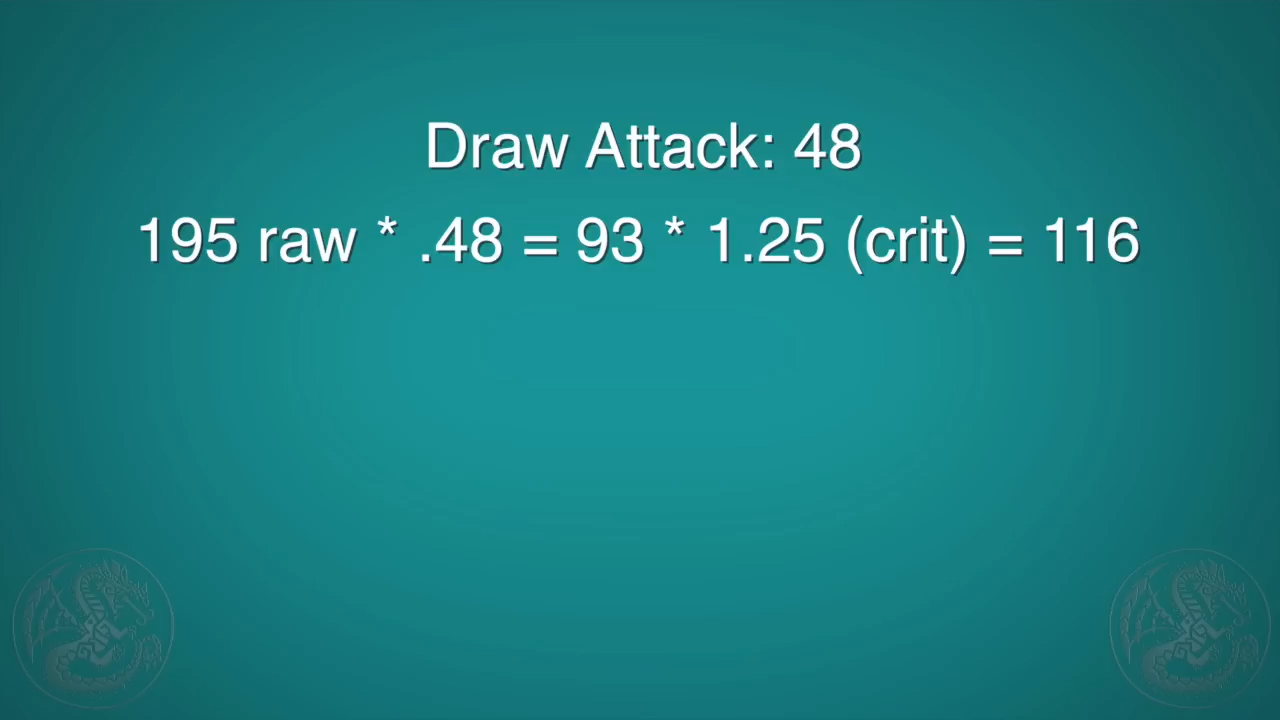 Draw Attack: 48
195 raw * .48 = 93 * 1.25 (crit) = 116